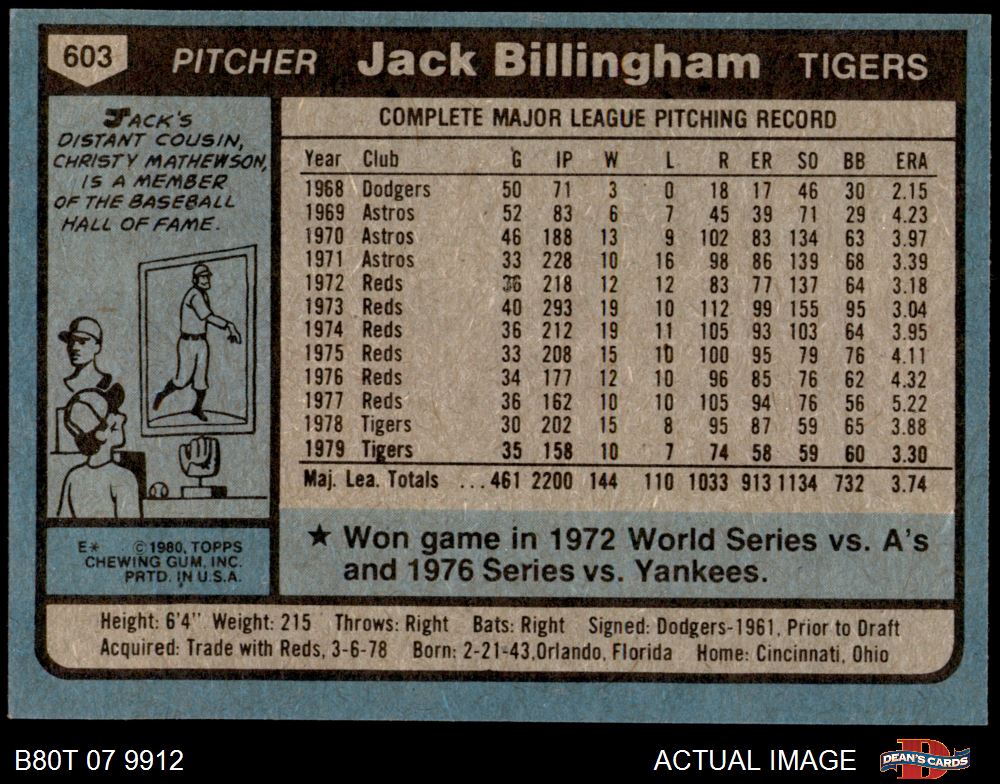 603 PITCHER Jack Billingham TIGERS
JACK'S
DISTANT COUSIN,
CHRISTY MATHEWSON,
IS A MEMBER
OF THE BASEBALL
HALL OF FAME.
E* ©1980, TOPPS
CHEWING GUM, INC.
PRTD. IN U.S.A.
COMPLETE MAJOR LEAGUE PITCHING RECORD
Year Club G IP W L R ER SO BB ERA
1968 Dodgers 50 71 3 0 18 17 46 30 2.15
1969 Astros 52 83 6 7 45 39 71 29 4.23
1970 Astros 46 188 13 9 102 83 134 63 3.97
1971 Astros 33 228 10 16 98 86 139 68 3.39
1972 Reds 36 218 12 12 83 77 137 64 3.18
1973 Reds 40 293 19 10 112 99 155 95 3.04
1974 Reds 36 212 19 11 105 93 103 64 3.95
1975 Reds 33 208 15 10 100 95 79 76 4.11
1976 Reds 34 177 12 10 96 85 76 62 4.32
1977 Reds 36 162 10 10 105 94 76 56 5.22
1978 Tigers 30 202 15 8 95 87 59 65 3.88
1979 Tigers 35 158 10 7 74 58 59 60 3.30
Maj. Lea. Totals ...461 2200 144 110 1033 913 1134 732 3.74
★ Won game in 1972 World Series vs. A's
and 1976 Series vs. Yankees.
Height: 6'4" Weight: 215 Throws: Right Bats: Right Signed: Dodgers-1961, Prior to Draft
Acquired: Trade with Reds, 3-6-78 Born: 2-21-43,Orlando, Florida Home: Cincinnati, Ohio
B80T 07 9912 ACTUAL IMAGE D DEAN'S CARDS